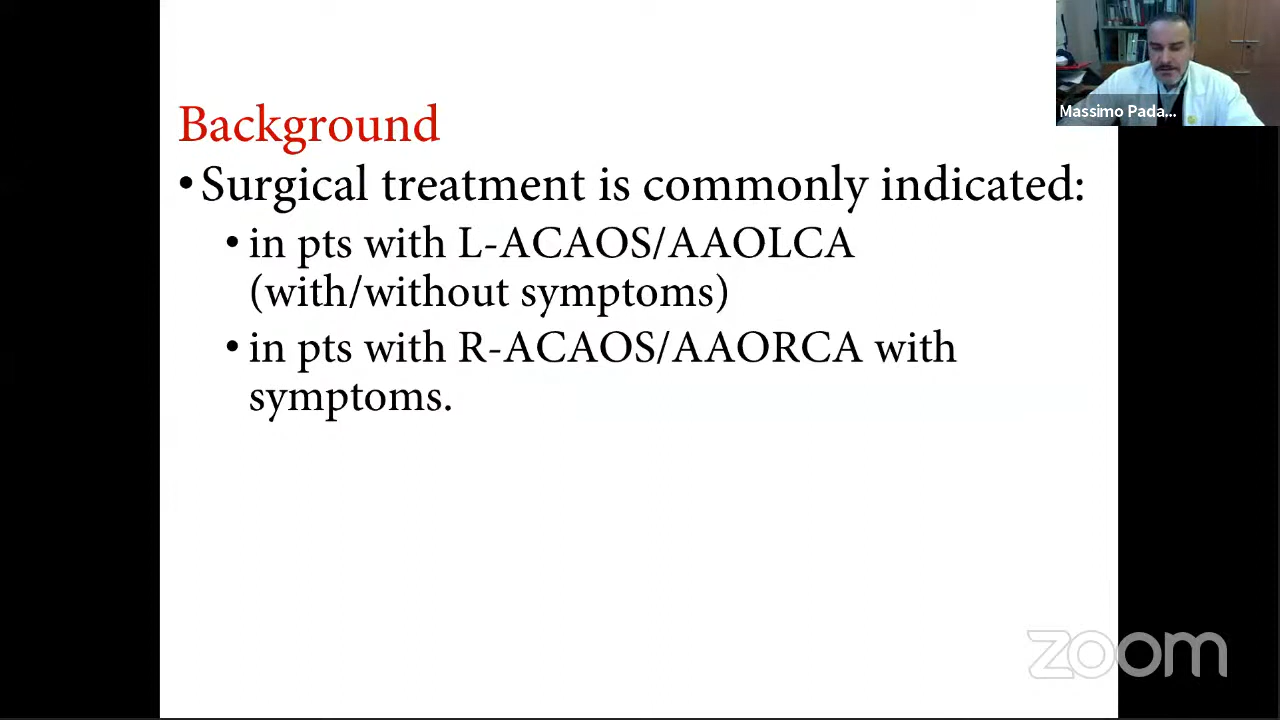 Massimo Pada...
Background
• Surgical treatment is commonly indicated:
• in pts with L-ACAOS/AAOLCA
(with/without symptoms)
• in pts with R-ACAOS/AAORCA with
symptoms.
zoom